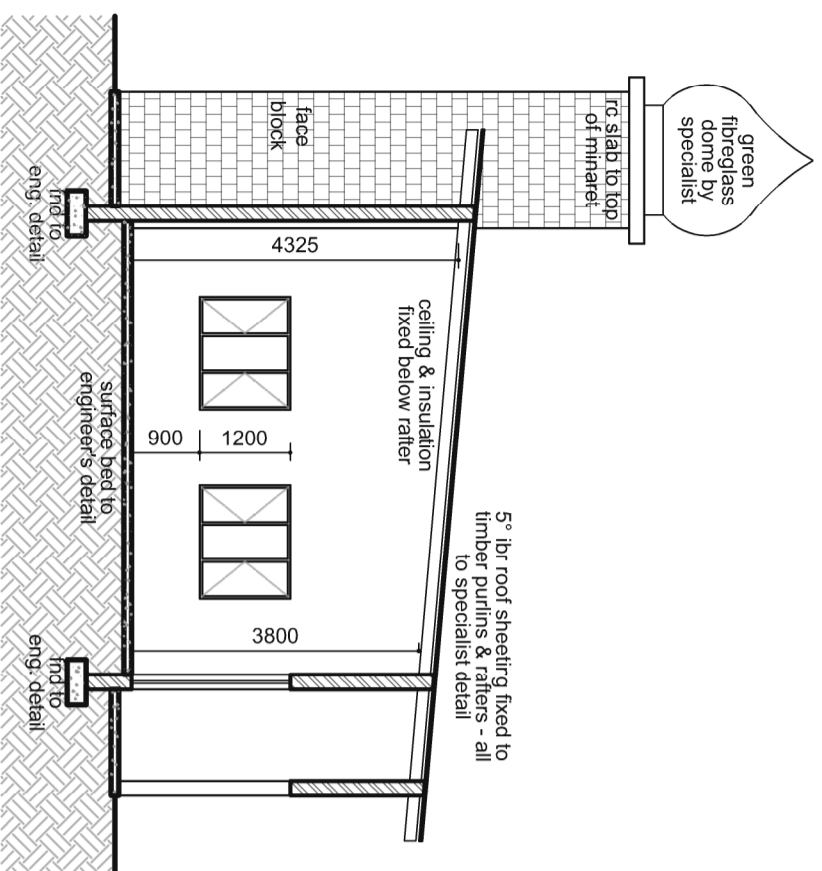 green
fibreglass
dome by
specialist
rc slab to top
of minaret
face
block
5° ibr roof sheeting fixed to
timber purlins & rafters - all
to specialist detail
ceiling & insulation
fixed below rafter
4325
3800
1200
900
surface bed to
engineer's detail
fnd to
eng. detail
fnd to
eng. detail